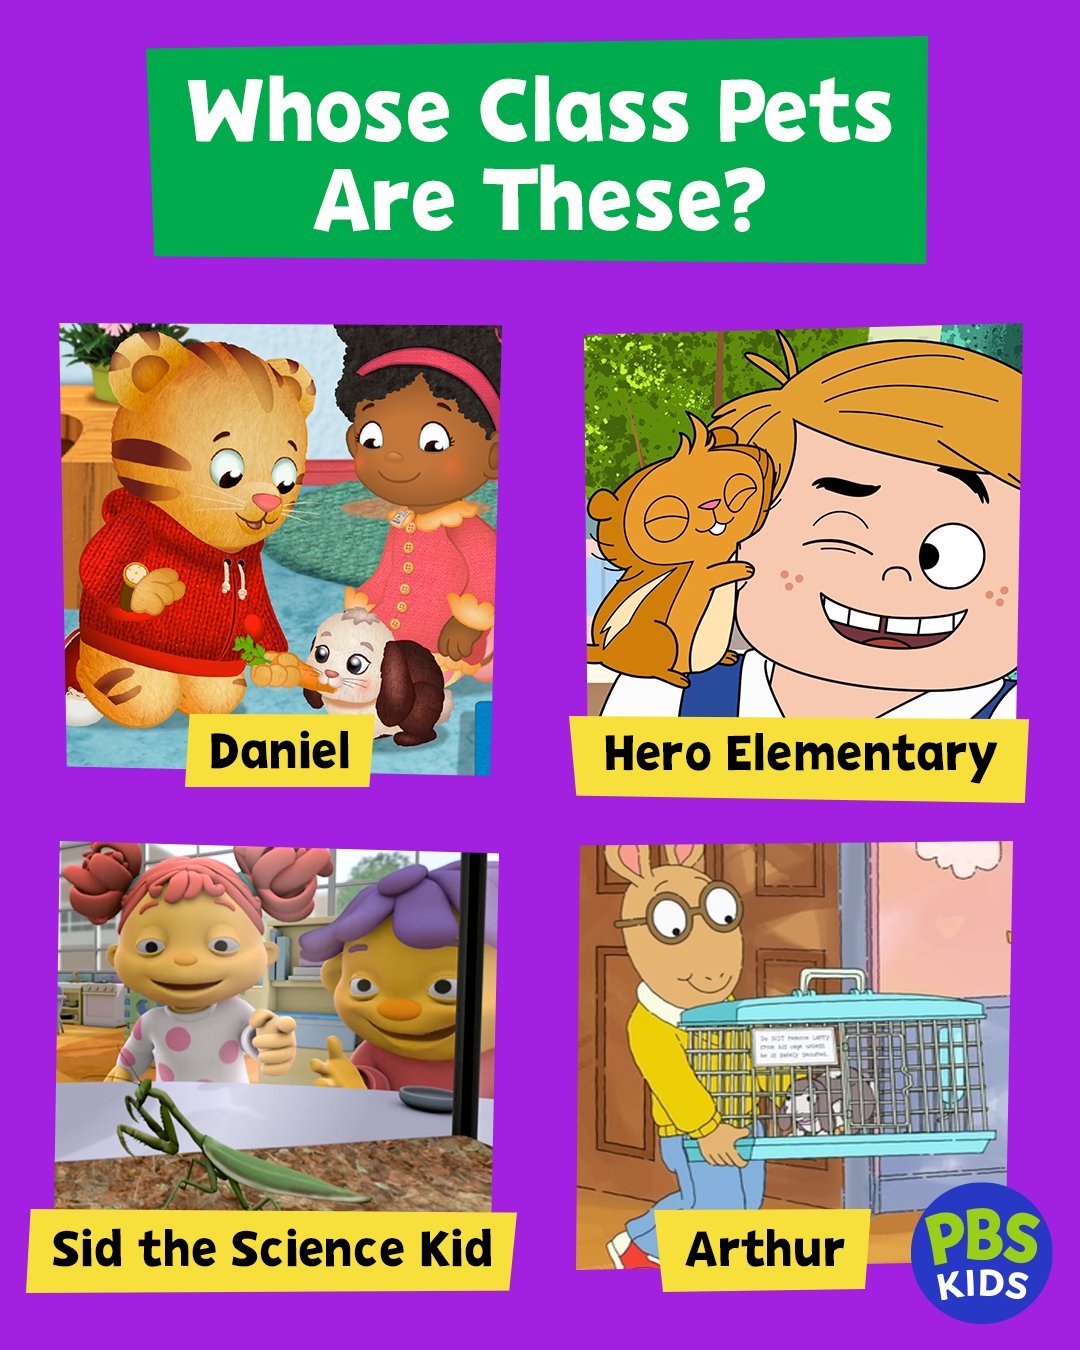 Whose Class Pets
Are These?
Daniel
Hero Elementary
Sid the Science Kid
Do NOT remove LARRY
from his cage unless
he is safely secured.
Arthur
PBS
KIDS